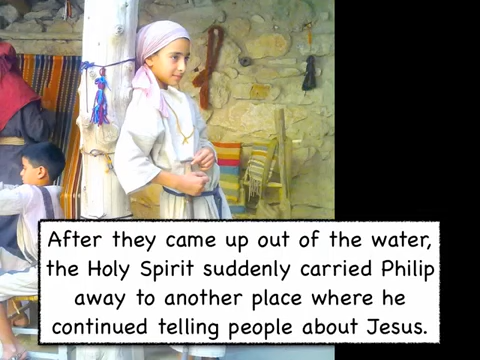 After they came up out of the water,
the Holy Spirit suddenly carried Philip
away to another place where he
continued telling people about Jesus.